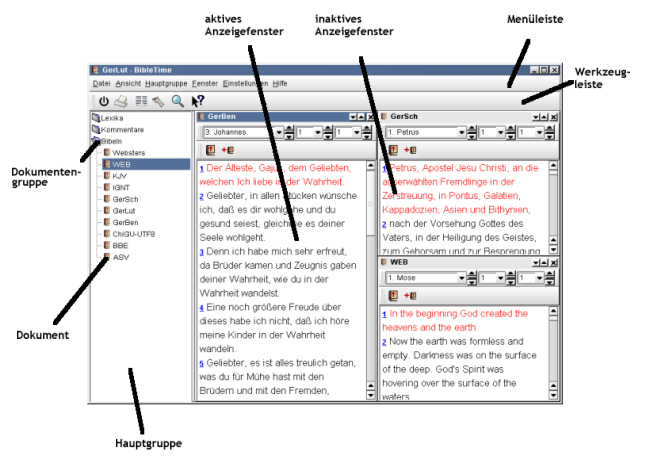 aktives
Anzeigefenster
inaktives
Anzeigefenster
Menüleiste
Werkzeug-
leiste
GerLut - BibleTime
Datei Ansicht Hauptgruppe Fenster Einstellungen Hilfe
Lexika
Kommentare
Bibeln
Websters
WEB
KJV
IGNT
GerSch
GerLut
GerBen
ChiGU-UTF8
BBE
ASV
Dokumenten-
gruppe
Dokument
Hauptgruppe
GerBen
3. Johannes 1 1
1 Der Älteste, Gajus, dem Geliebten,
welchen Ich liebe in der Wahrheit.
2 Geliebter, in allen Stücken wünsche
ich, daß es dir wohlgehe und du
gesund seiest, gleichwie es deiner
Seele wohlgeht.
3 Denn ich habe mich sehr erfreut,
da Brüder kamen und Zeugnis gaben
deiner Wahrheit, wie du in der
Wahrheit wandelst.
4 Eine noch größere Freude über
dieses habe ich nicht, daß ich höre
meine Kinder in der Wahrheit
wandeln.
5 Geliebter, es ist alles treulich getan,
was du für Mühe hast mit den
Brüdern und mit den Fremden,
GerSch
1. Petrus 1 1
1 Petrus, Apostel Jesu Christi, an die
auserwählten Fremdlinge in der
Zerstreuung, in Pontus, Galatien,
Kappadozien, Asien und Bithynien,
2 nach der Vorsehung Gottes des
Vaters, in der Heiligung des Geistes,
zum Gehorsam und zur Besprengung
WEB
1. Mose 1 1
1 In the beginning God created the
heavens and the earth.
2 Now the earth was formless and
empty. Darkness was on the surface
of the deep. God's Spirit was
hovering over the surface of the
waters